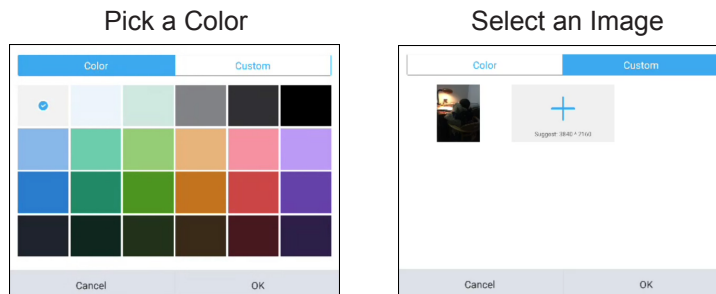 Pick a Color
Select an Image
Color
Custom
Cancel
OK
Color
Custom
Suggest: 3840 * 2160
Cancel
OK